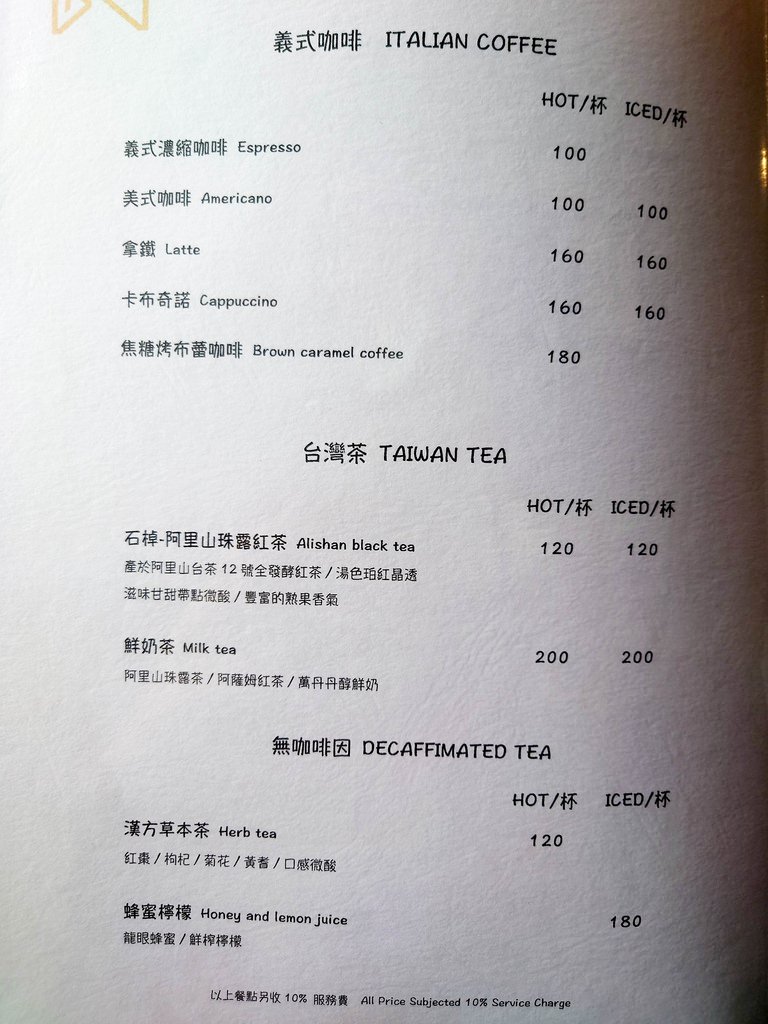 義式咖啡 ITALIAN COFFEE
HOT/杯 ICED/杯
義式濃縮咖啡 Espresso 100
美式咖啡 Americano 100 100
拿鐵 Latte 160 160
卡布奇諾 Cappuccino 160 160
焦糖烤布蕾咖啡 Brown caramel coffee 180
台灣茶 TAIWAN TEA
HOT/杯 ICED/杯
石棹-阿里山珠露紅茶 Alishan black tea 120 120
產於阿里山台茶 12 號全發酵紅茶 / 湯色珀紅晶透
滋味甘甜帶點微酸 / 豐富的熟果香氣
鮮奶茶 Milk tea 200 200
阿里山珠露茶 / 阿薩姆紅茶 / 萬丹丹醇鮮奶
無咖啡因 DECAFFIMATED TEA
HOT/杯 ICED/杯
漢方草本茶 Herb tea 120
紅棗 / 枸杞 / 菊花 / 黃耆 / 口感微酸
蜂蜜檸檬 Honey and lemon juice 180
龍眼蜂蜜 / 鮮榨檸檬
以上餐點另收 10% 服務費 All Price Subjected 10% Service Charge